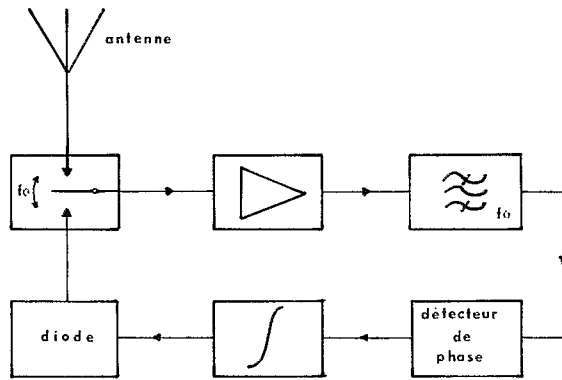 antenne
fo
fo
diode
détecteur
de
phase